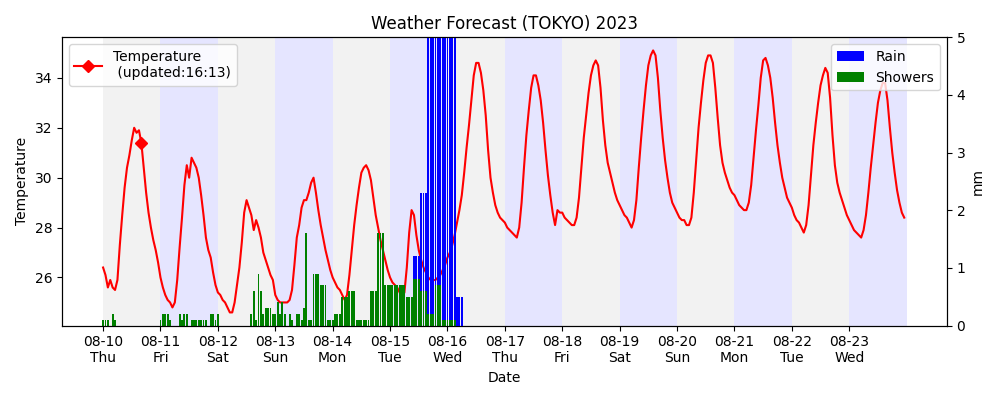 Weather Forecast (TOKYO) 2023
Temperature
(updated:16:13)
Rain
Showers
Temperature
34
32
30
28
26
5
4
3
2
1
0
mm
08-10 08-11 08-12 08-13 08-14 08-15 08-16 08-17 08-18 08-19 08-20 08-21 08-22 08-23
Thu Fri Sat Sun Mon Tue Wed Thu Fri Sat Sun Mon Tue Wed
Date